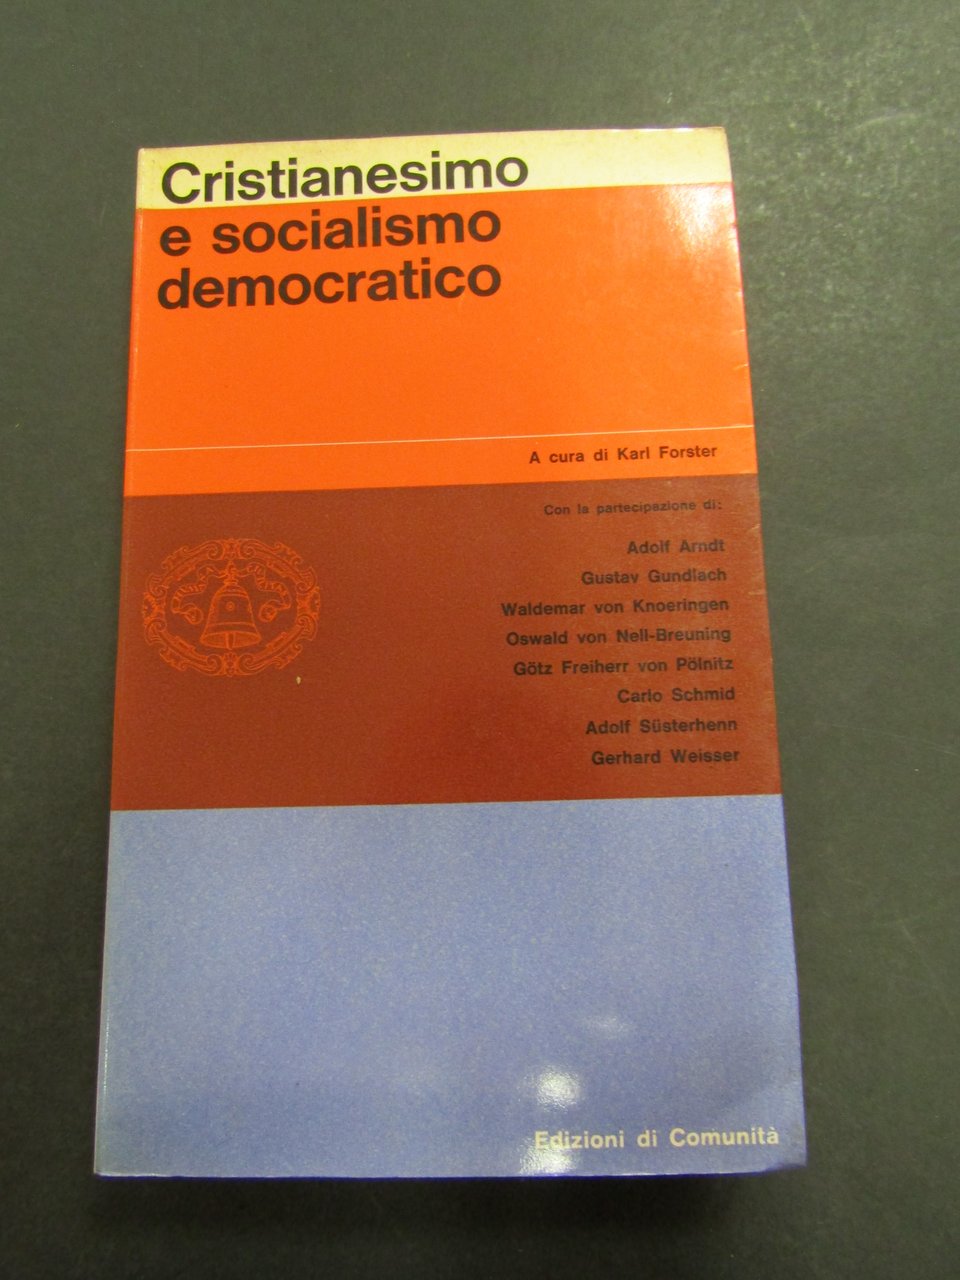 Cristianesimo
e socialismo
democratico
A cura di Karl Forster
Con la partecipazione di:
Adolf Arndt
Gustav Gundlach
Waldemar von Knoeringen
Oswald von Nell-Breuning
Götz Freiherr von Pölnitz
Carlo Schmid
Adolf Süsterhenn
Gerhard Weisser
Edizioni di Comunità